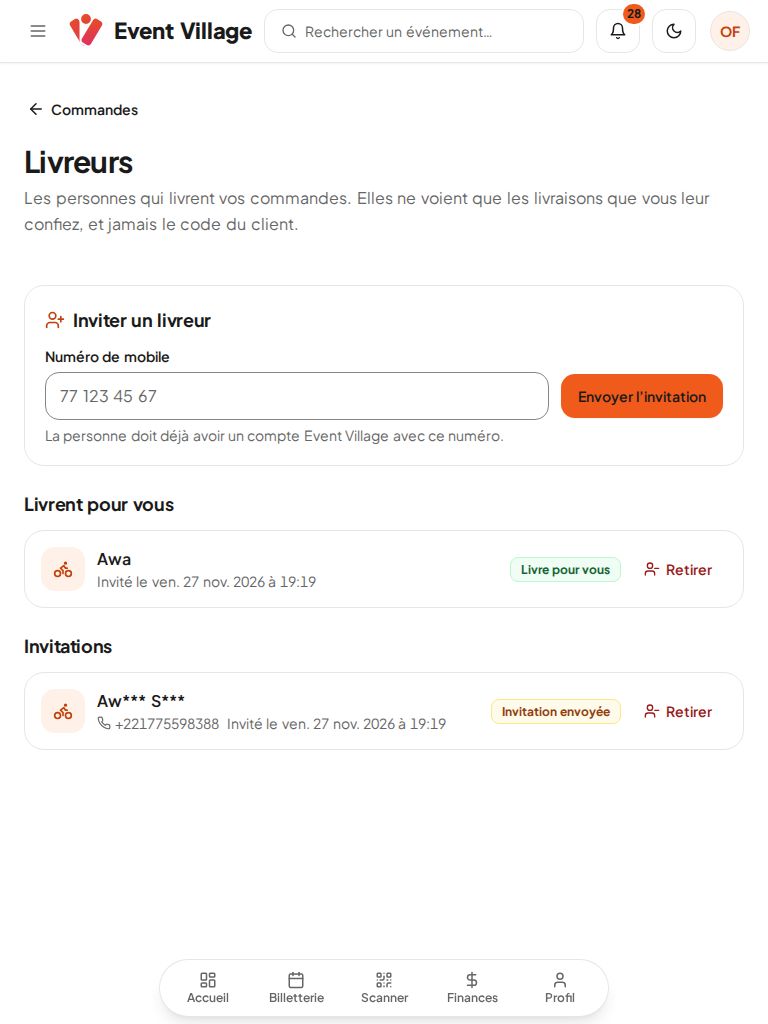 Event Village
Rechercher un événement…
28
OF
Commandes
Livreurs
Les personnes qui livrent vos commandes. Elles ne voient que les livraisons que vous leur
confiez, et jamais le code du client.
Inviter un livreur
Numéro de mobile
77 123 45 67
Envoyer l'invitation
La personne doit déjà avoir un compte Event Village avec ce numéro.
Livrent pour vous
Awa
Invité le ven. 27 nov. 2026 à 19:19
Livre pour vous
Retirer
Invitations
Aw*** S***
+221775598388 Invité le ven. 27 nov. 2026 à 19:19
Invitation envoyée
Retirer
Accueil
Billetterie
Scanner
Finances
Profil